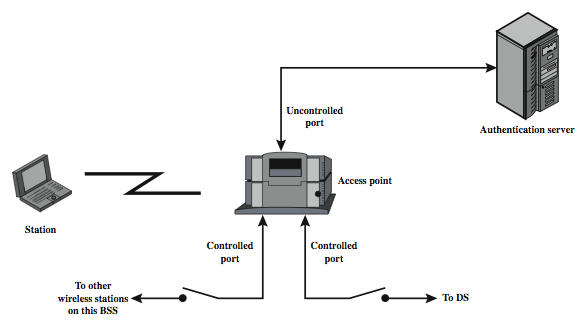 Uncontrolled
port
Authentication server
Access point
Station
Controlled
port
Controlled
port
To other
wireless stations
on this BSS
To DS